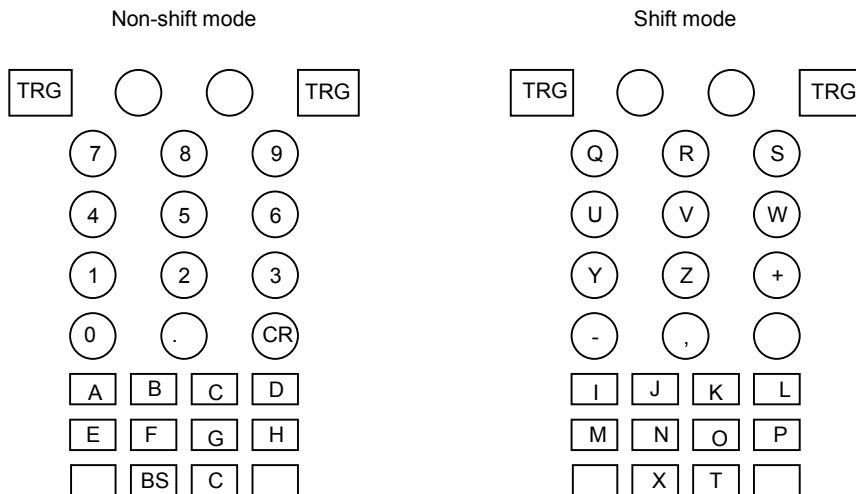 Non-shift mode Shift mode
TRG TRG TRG TRG
7 8 9 Q R S
4 5 6 U V W
1 2 3 Y Z +
0 . CR - ,
A B C D I J K L
E F G H M N O P
BS C X T